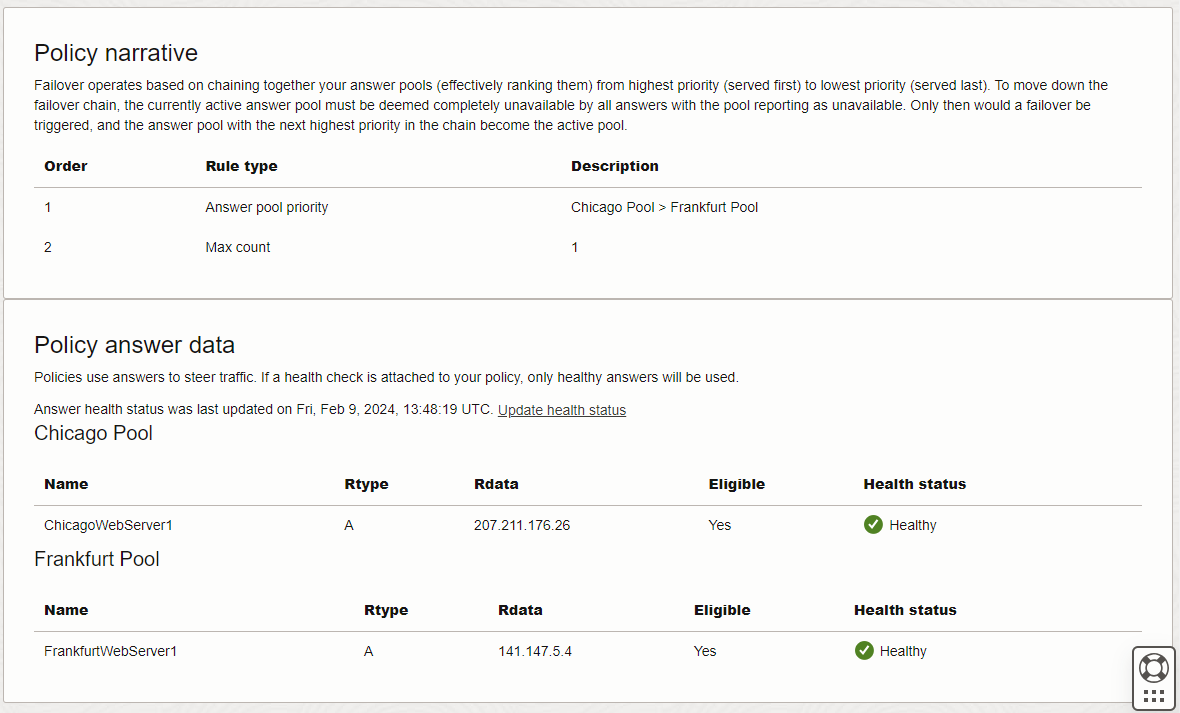 Policy narrative
Failover operates based on chaining together your answer pools (effectively ranking them) from highest priority (served first) to lowest priority (served last). To move down the
failover chain, the currently active answer pool must be deemed completely unavailable by all answers with the pool reporting as unavailable. Only then would a failover be
triggered, and the answer pool with the next highest priority in the chain become the active pool.
Order Rule type Description
1 Answer pool priority Chicago Pool > Frankfurt Pool
2 Max count 1
Policy answer data
Policies use answers to steer traffic. If a health check is attached to your policy, only healthy answers will be used.
Answer health status was last updated on Fri, Feb 9, 2024, 13:48:19 UTC. Update health status
Chicago Pool
Name Rtype Rdata Eligible Health status
ChicagoWebServer1 A 207.211.176.26 Yes Healthy
Frankfurt Pool
Name Rtype Rdata Eligible Health status
FrankfurtWebServer1 A 141.147.5.4 Yes Healthy